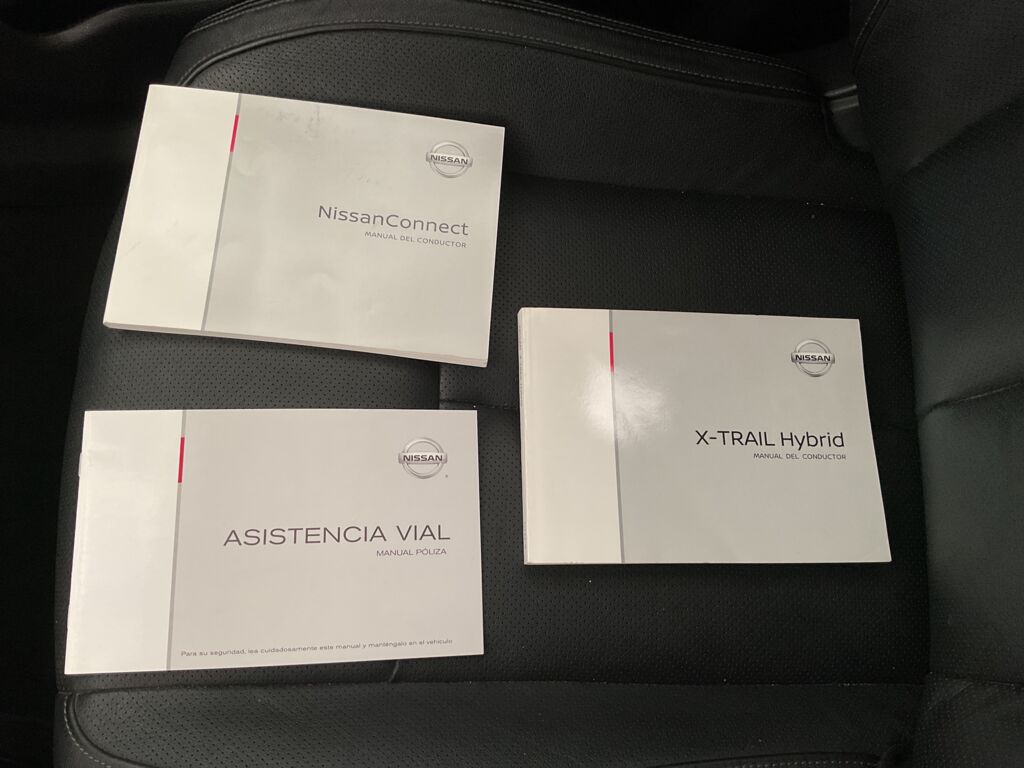 NISSAN
NissanConnect
MANUAL DEL CONDUCTOR
NISSAN
X-TRAIL Hybrid
MANUAL DEL CONDUCTOR
NISSAN
ASISTENCIA VIAL
MANUAL PÓLIZA
Para su seguridad, lea cuidadosamente este manual y manténgalo en el vehículo